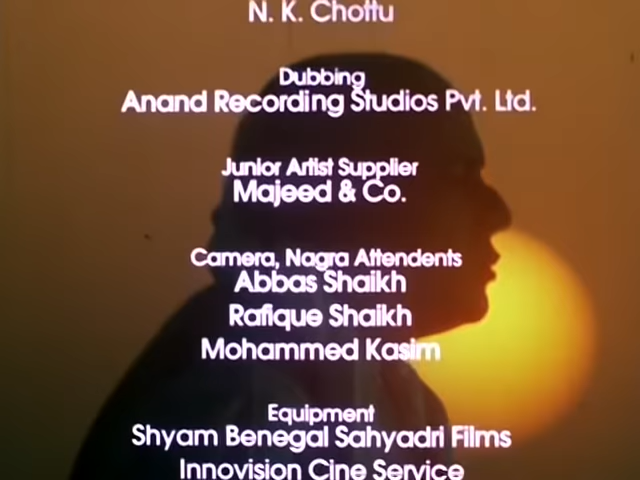 N. K. Chottu
Dubbing
Anand Recording Studios Pvt. Ltd.
Junior Artist Supplier
Majeed & Co.
Camera, Nagra Attendents
Abbas Shaikh
Rafique Shaikh
Mohammed Kasim
Equipment
Shyam Benegal Sahyadri Films
Innovision Cine Service